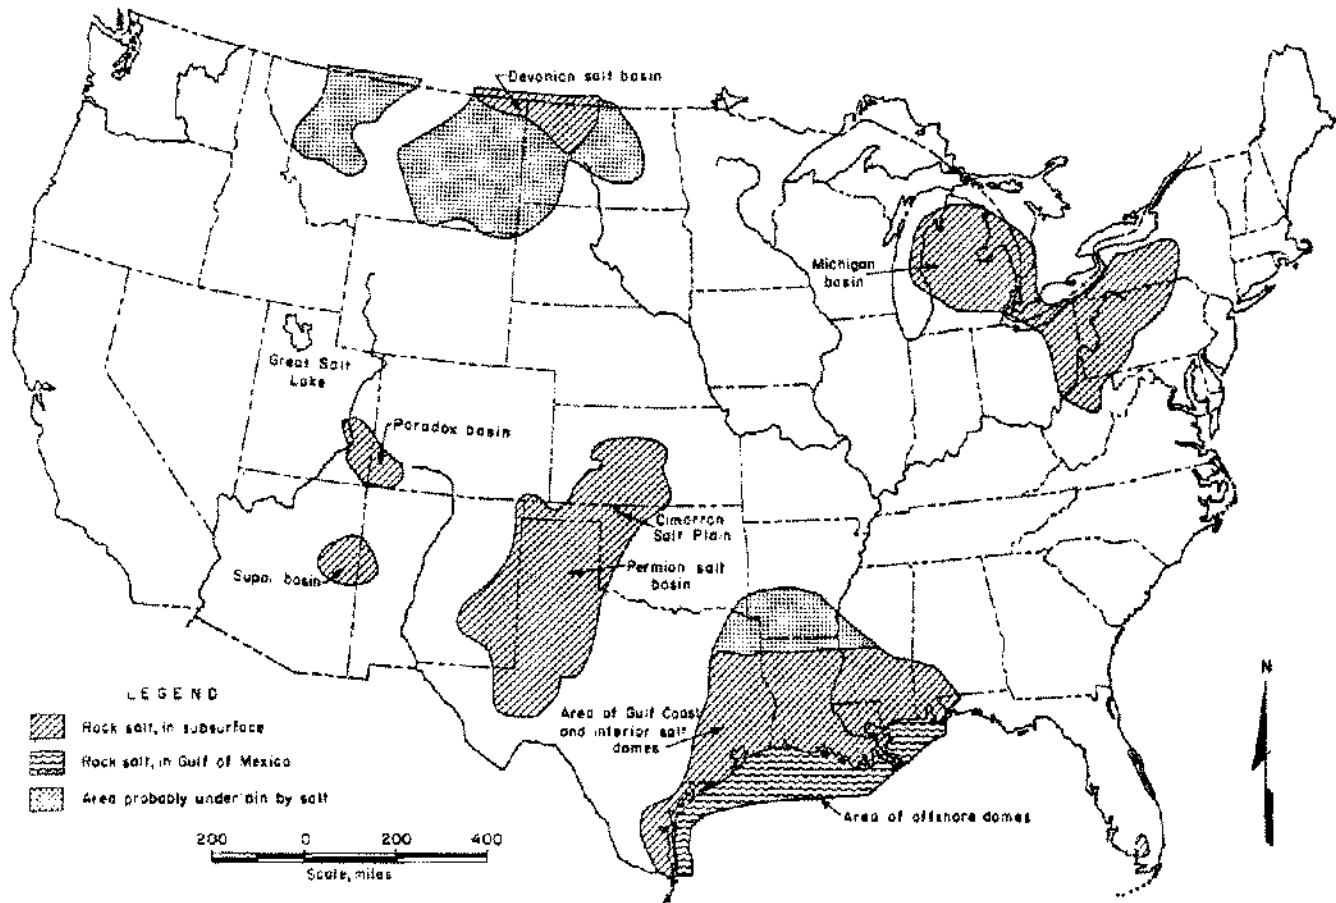 Devonian salt basin
Michigan
basin
Great Salt
Lake
Paradox basin
Cimarron
Salt Plain
Supai basin
Permian salt
basin
N
LEGEND
Rock salt, in subsurface
Rock salt, in Gulf of Mexico
Area probably underlain by salt
Area of Gulf Coast
and interior salt
domes
Area of offshore domes
200 0 200 400
Scale, miles